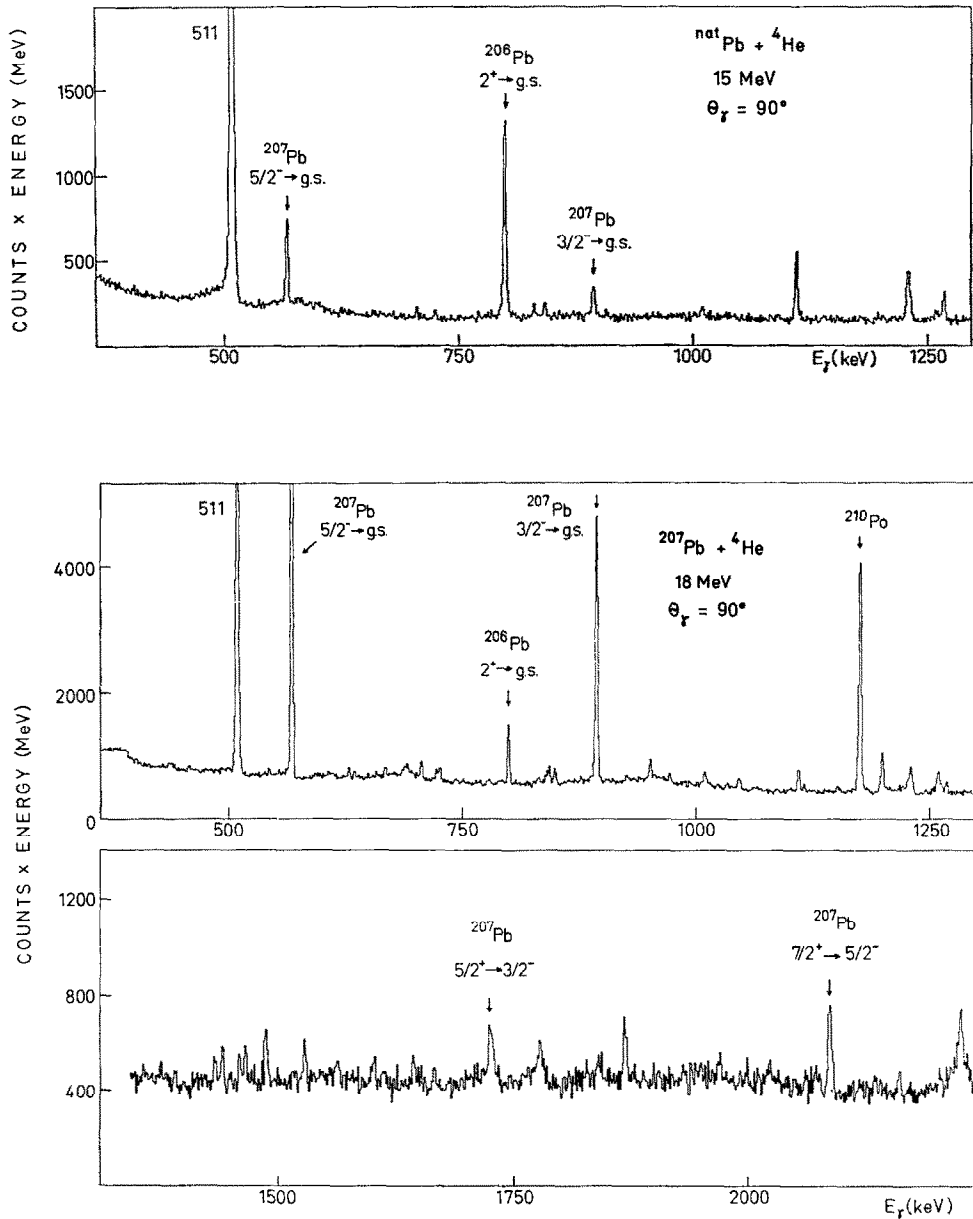 COUNTS x ENERGY (MeV)
1500
1000
500
511
²⁰⁷Pb
5/2⁻→g.s.
²⁰⁶Pb
2⁺→g.s.
²⁰⁷Pb
3/2⁻→g.s.
ⁿᵃᵗPb + ⁴He
15 MeV
Θγ = 90°
500
750
1000
Eγ(keV)
1250
COUNTS x ENERGY (MeV)
4000
2000
0
511
²⁰⁷Pb
5/2⁻→g.s.
²⁰⁶Pb
2⁺→g.s.
²⁰⁷Pb
3/2⁻→g.s.
²⁰⁷Pb + ⁴He
18 MeV
Θγ = 90°
²¹⁰Po
500
750
1000
1250
1200
800
400
²⁰⁷Pb
5/2⁺→3/2⁻
²⁰⁷Pb
7/2⁺→5/2⁻
1500
1750
2000
Eγ(keV)